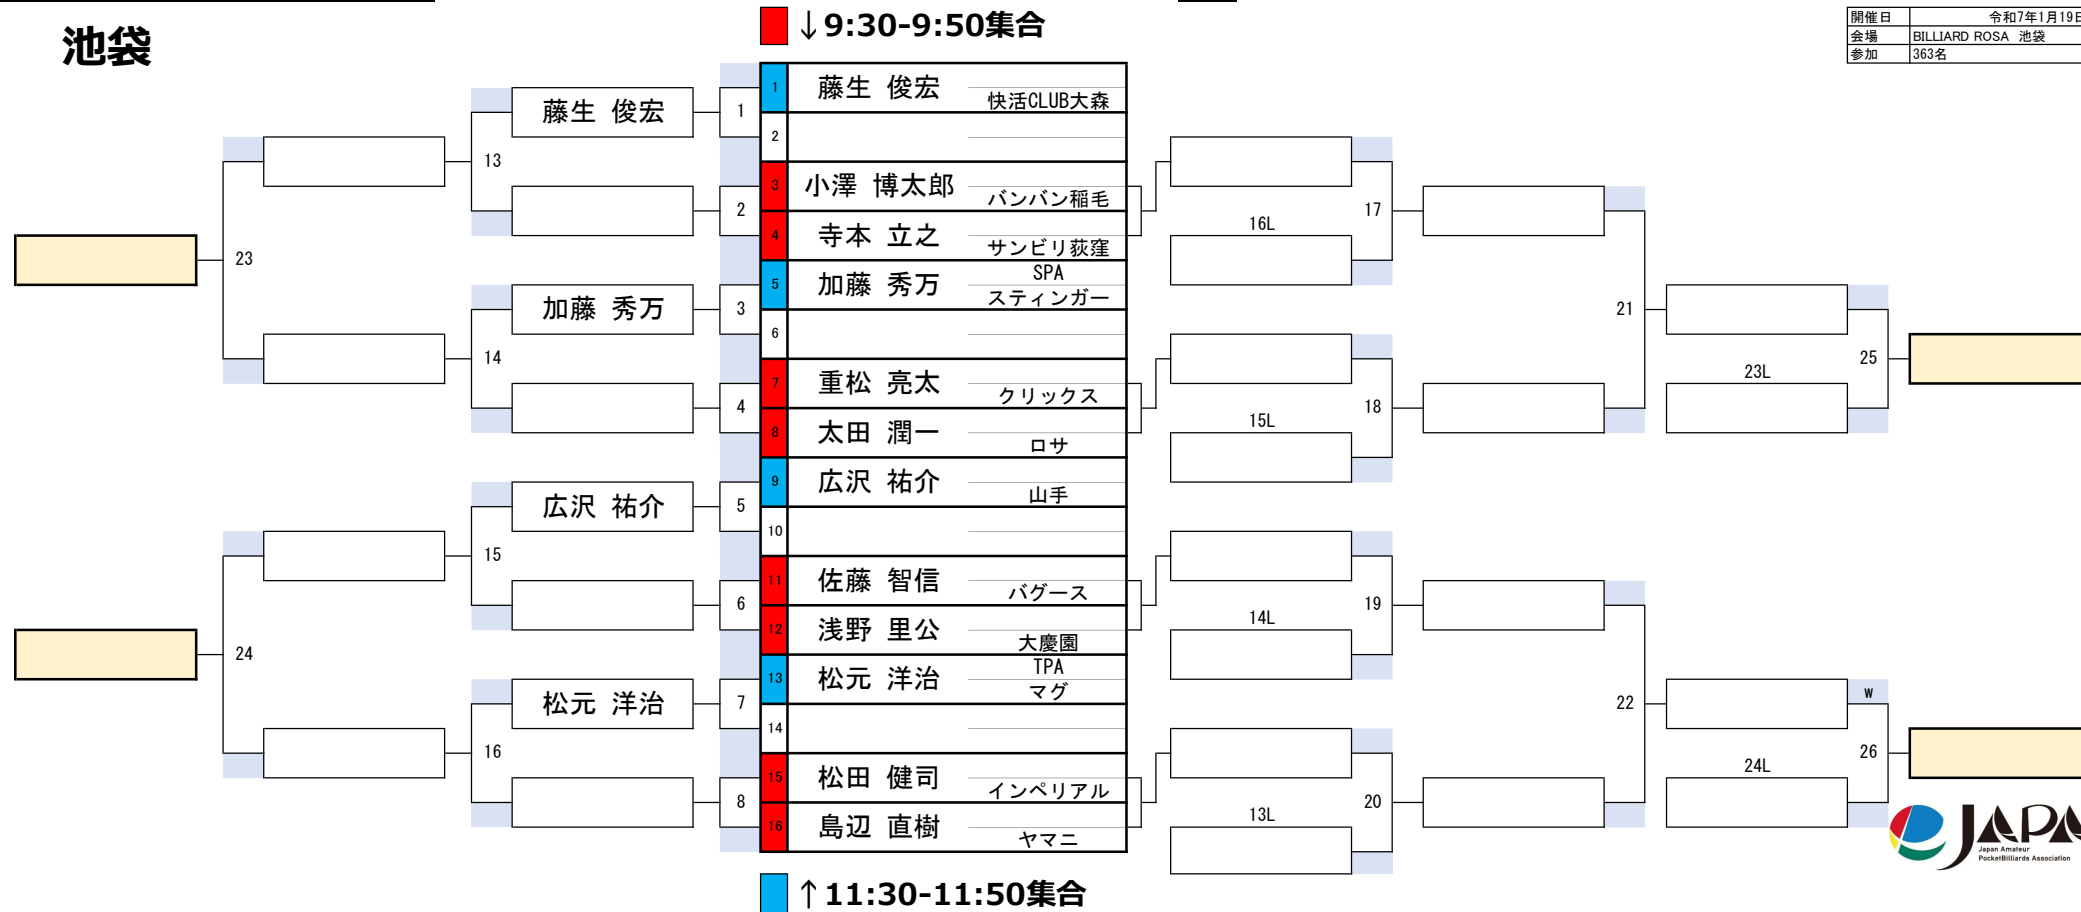 ↓9:30-9:50集合
池袋
開催日 令和7年1月19日
会場 BILLIARD ROSA 池袋
参加 363名
1 藤生 俊宏 快活CLUB大森
2
3 小澤 博太郎 バンバン稲毛
4 寺本 立之 サンビリ荻窪
5 加藤 秀万 SPA
スティンガー
6
7 重松 亮太 クリックス
8 太田 潤一 ロサ
9 広沢 祐介 山手
10
11 佐藤 智信 バグース
12 浅野 里公 大慶園
13 松元 洋治 TPA
マグ
14
15 松田 健司 インペリアル
16 島辺 直樹 ヤマニ
藤生 俊宏 1
13
2
23
加藤 秀万 3
14
4
広沢 祐介 5
15
6
24
松元 洋治 7
16
8
16L 17
21
15L 18
23L 25
14L 19
22
13L 20
W
24L 26
JAPA
Japan Amateur
PocketBilliards Association
↑11:30-11:50集合